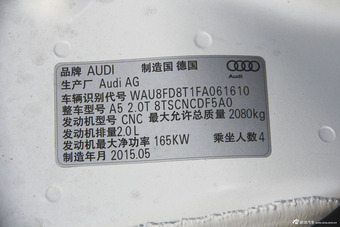 品牌 AUDI 制造国 德国
Audi
生产厂 Audi AG
车辆识别代号 WAU8FD8T1FA061610
整车型号 A5 2.0T 8TSCNCDF5A0
发动机型号 CNC 最大允许总质量 2080kg
发动机排量2.0L
发动机最大净功率 165KW 乘坐人数 4
制造年月 2015.05